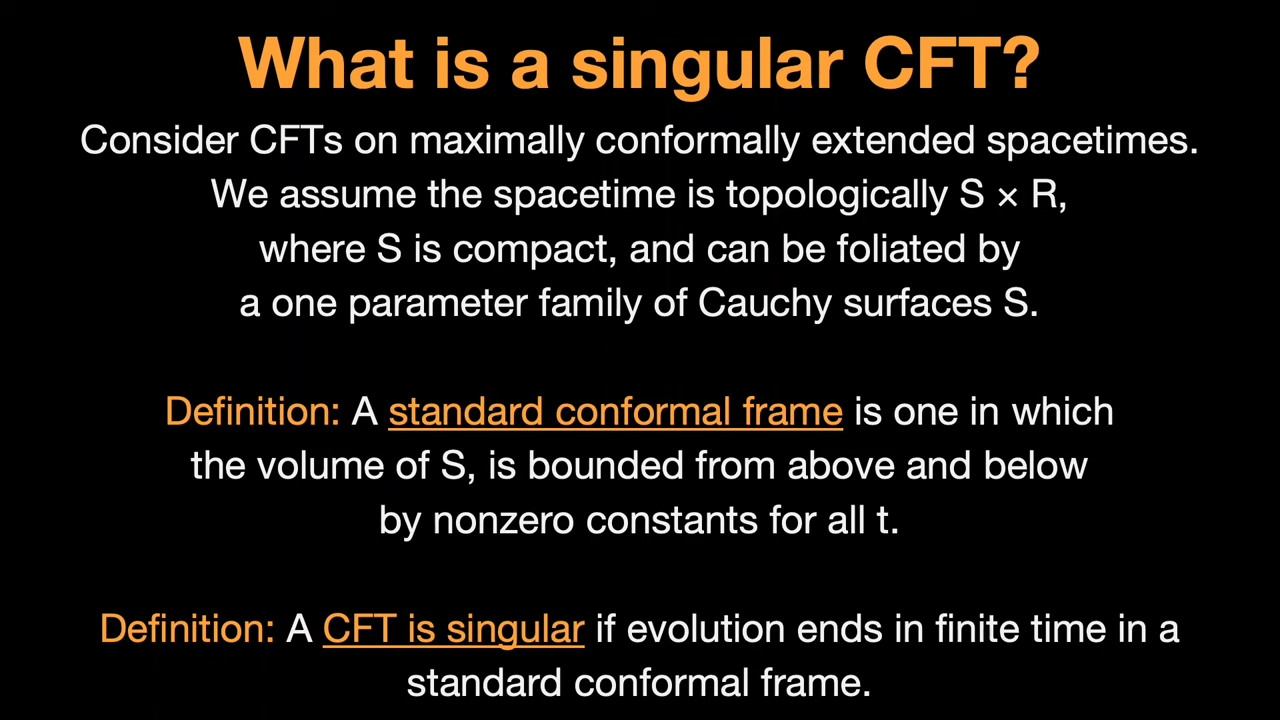 What is a singular CFT?
Consider CFTs on maximally conformally extended spacetimes.
We assume the spacetime is topologically S × R,
where S is compact, and can be foliated by
a one parameter family of Cauchy surfaces S.
Definition: A standard conformal frame is one in which
the volume of S, is bounded from above and below
by nonzero constants for all t.
Definition: A CFT is singular if evolution ends in finite time in a
standard conformal frame.